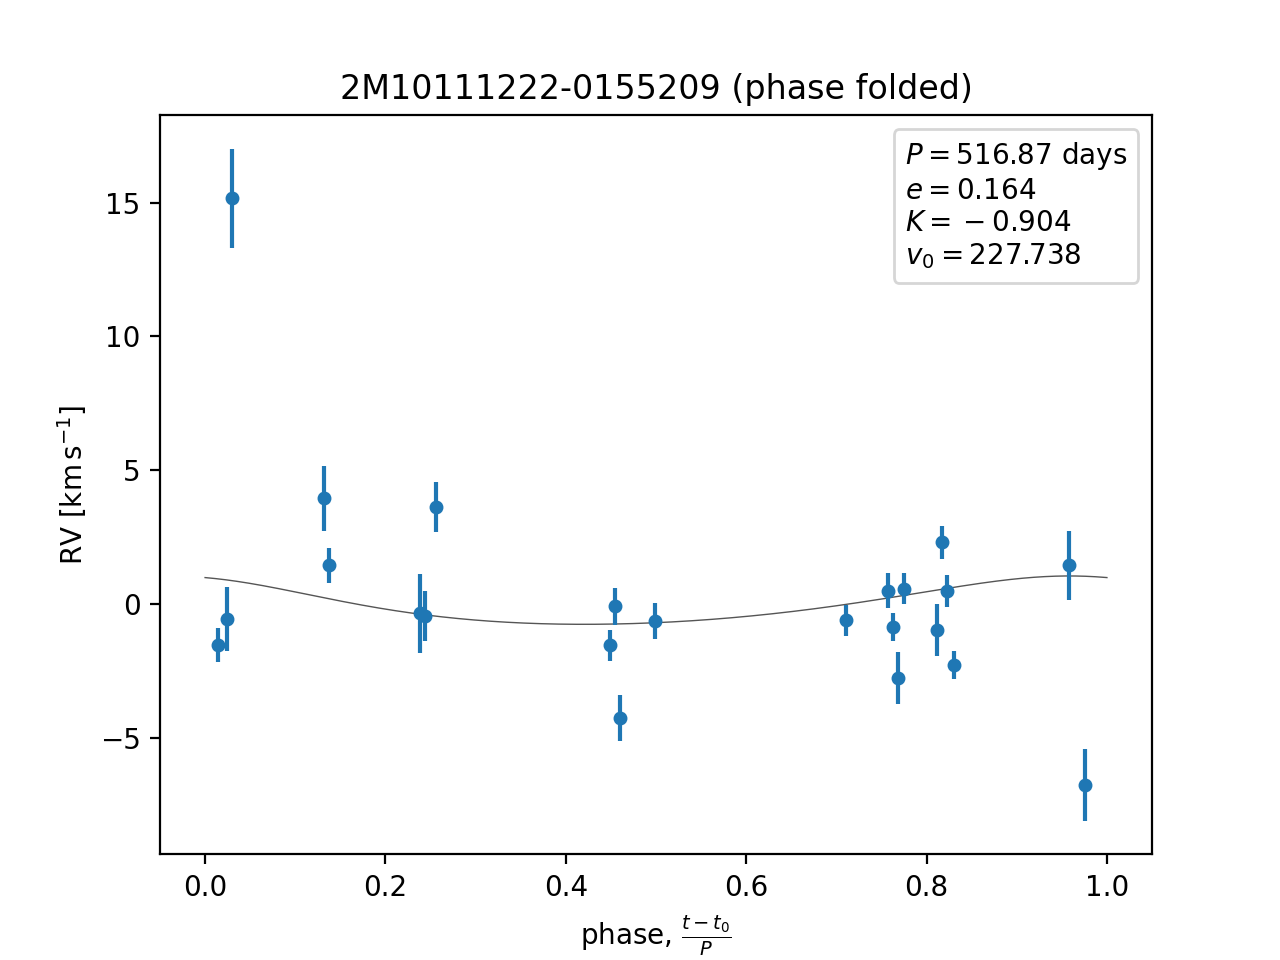 2M10111222-0155209 (phase folded)
P = 516.87 days
e = 0.164
K = −0.904
v₀ = 227.738
15
10
5
0
−5
RV [km s⁻¹]
0.0 0.2 0.4 0.6 0.8 1.0
phase, (t − t₀)/P